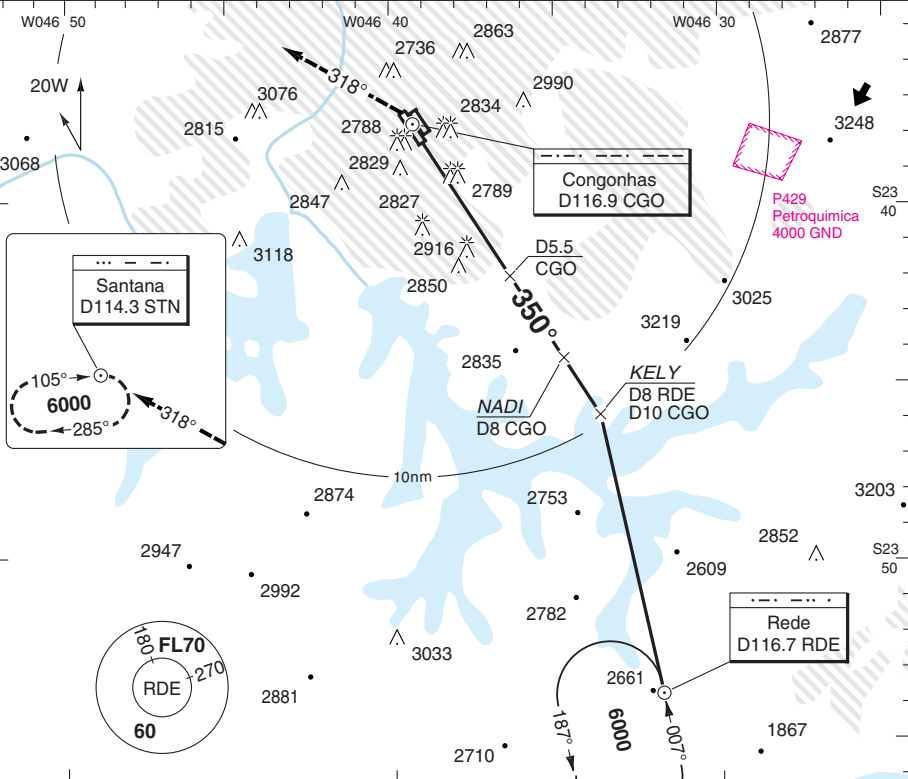 W046 50
W046 40
W046 30
2736
2863
2877
20W
318°
2990
3076
2834
2815
2788
3248
3068
2829
Congonhas
D116.9 CGO
S23
40
2847
2827
2789
P429
Petroquimica
4000 GND
3118
2916
D5.5
CGO
2850
Santana
D114.3 STN
350°
3025
3219
2835
105°
6000
285°
318°
KELY
D8 RDE
D10 CGO
NADI
D8 CGO
10nm
2874
2753
3203
2947
2852
S23
50
2992
2609
2782
Rede
D116.7 RDE
3033
180
FL70
270
RDE
60
2881
2661
187°
6000
007°
2710
1867